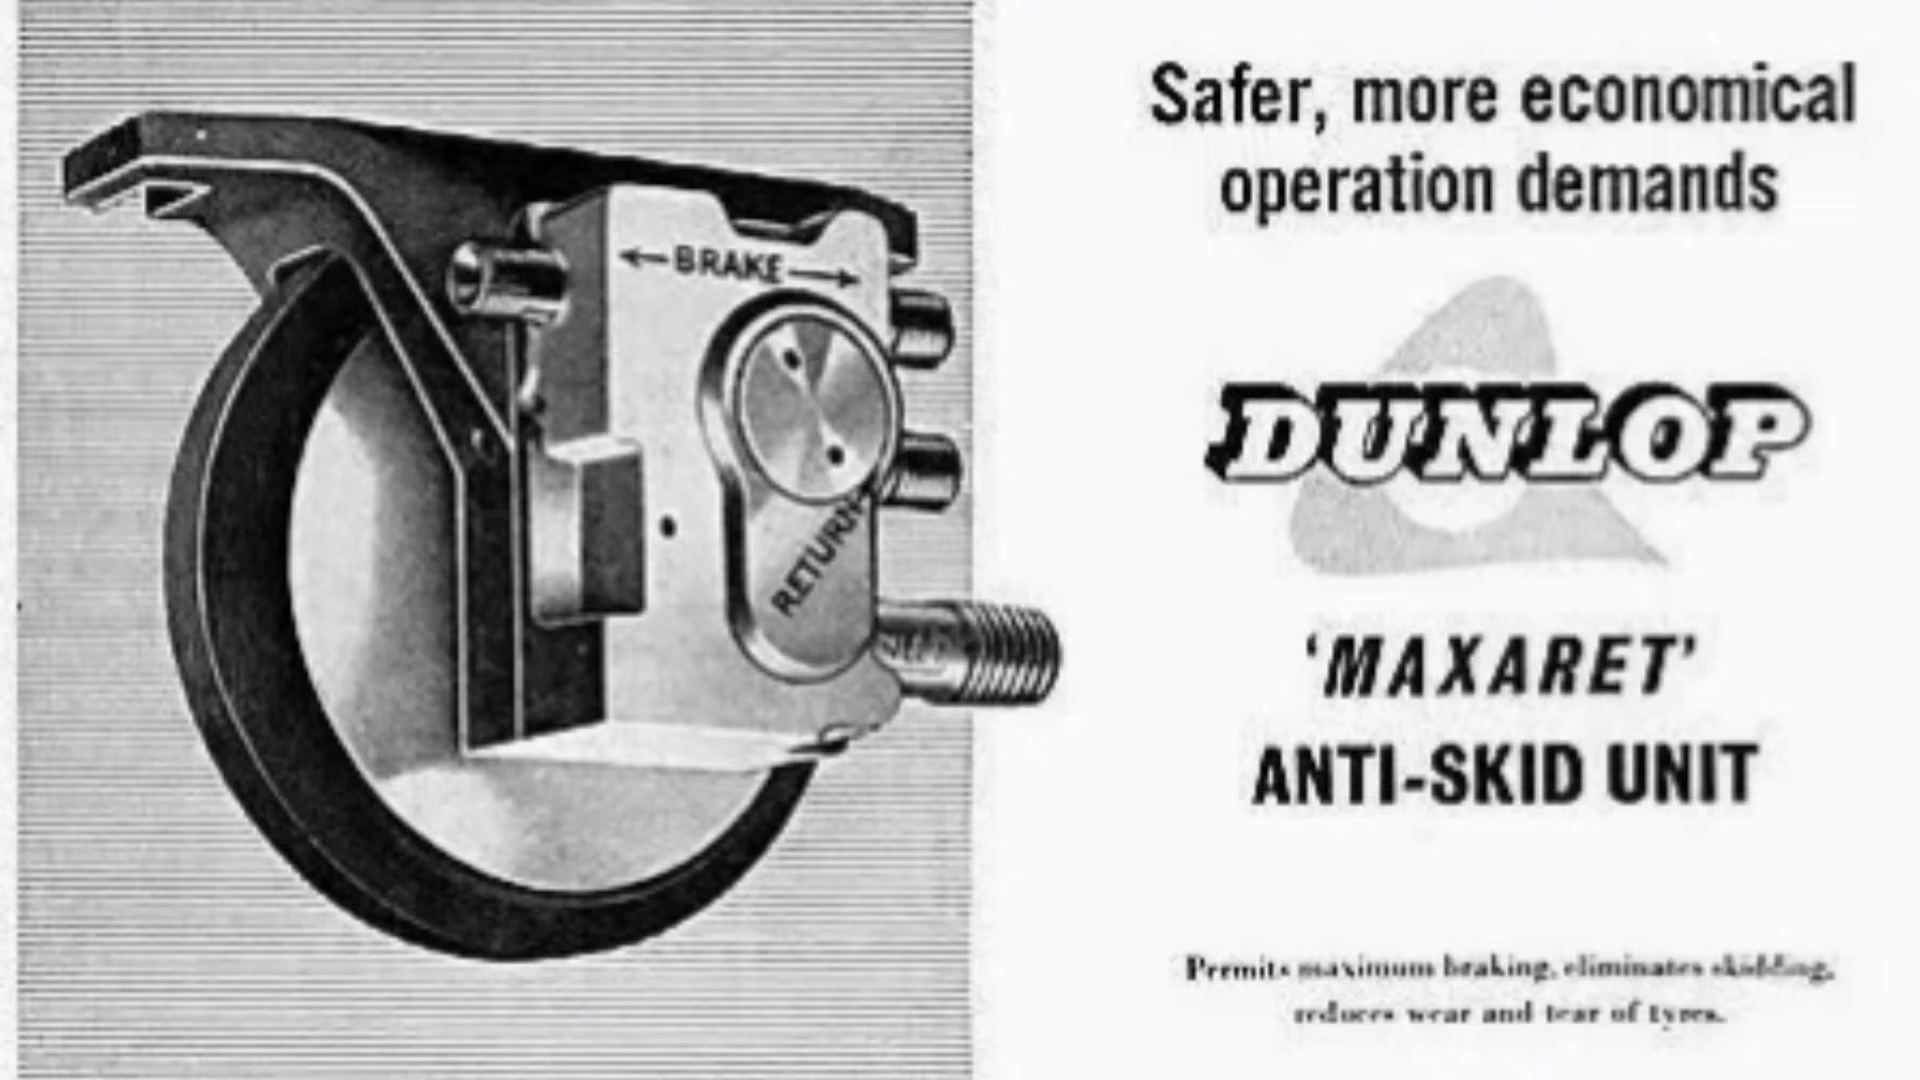 Safer, more economical
operation demands
← BRAKE →
DUNLOP
RETURN
'MAXARET'
ANTI-SKID UNIT
Permits maximum braking, eliminates skidding,
reduces wear and tear of tyres.